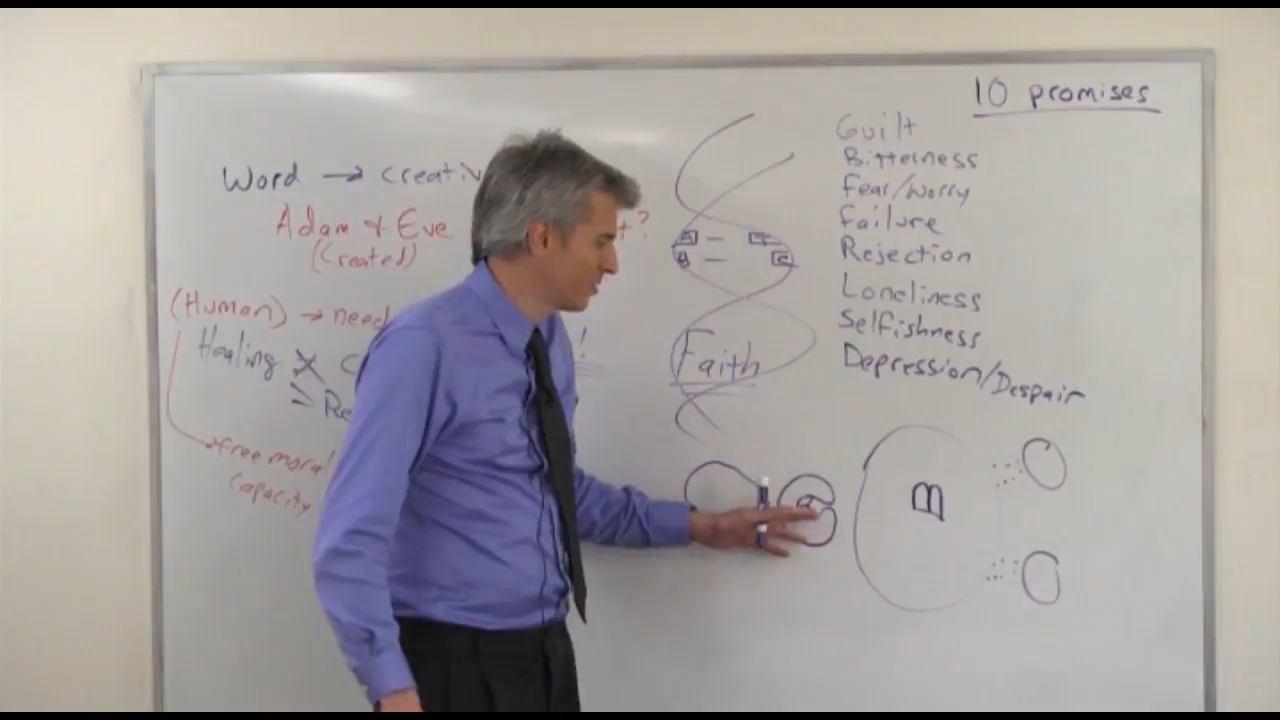 10 promises
Word → creativ
Adam & Eve t?
(Created)
(Human) → need
Healing X C !
= Re
free moral
capacity
A — T
B — C
Faith
Guilt
Bitterness
Fear/Worry
Failure
Rejection
Loneliness
Selfishness
Depression/Despair